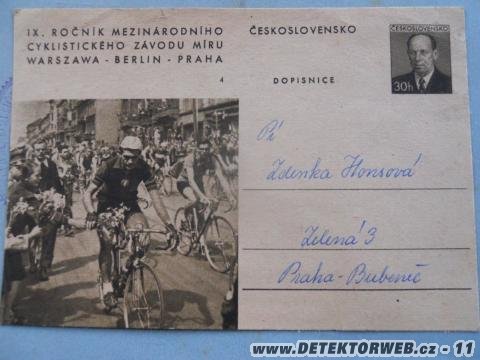 IX. ROČNÍK MEZINÁRODNÍHO
CYKLISTICKÉHO ZÁVODU MÍRU
WARSZAWA - BERLIN - PRAHA
4
ČESKOSLOVENSKO
DOPISNICE
ČESKOSLOVENSKO
30h
Pí
Zdenka Honsová
Zelená 3
Praha-Bubeneč
www.DETEKTORWEB.cz - 11